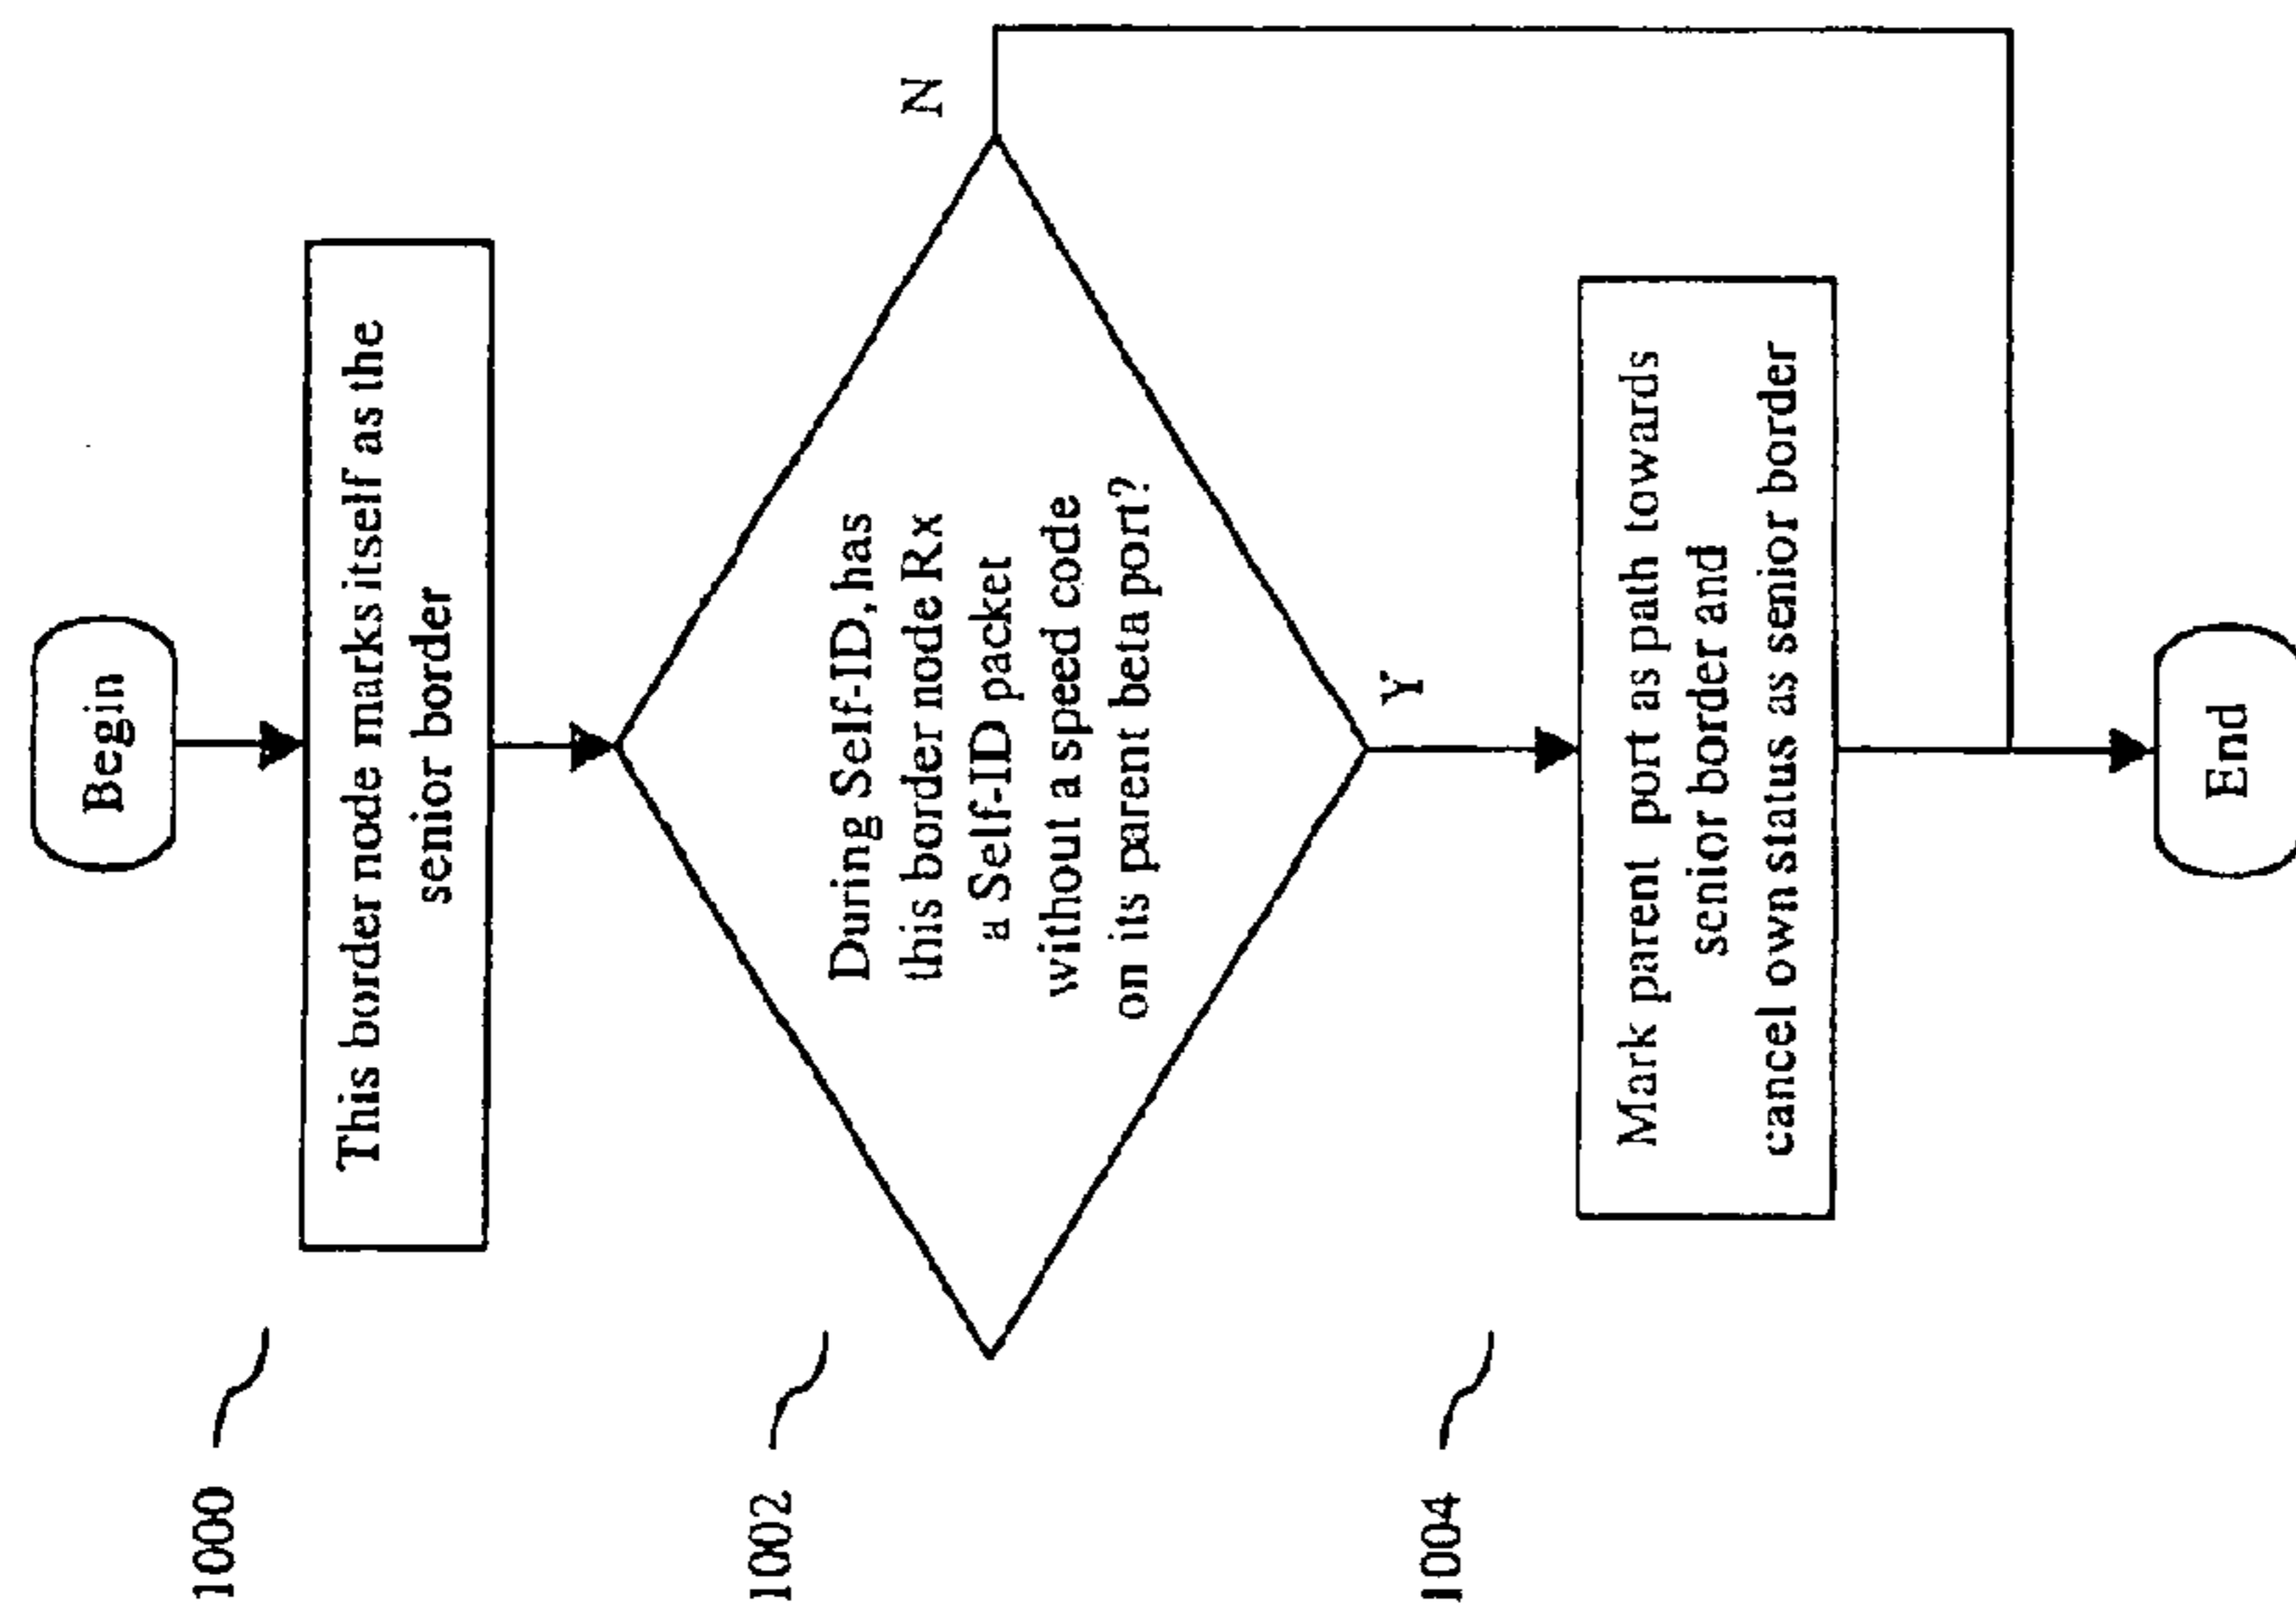 Begin
1000
This border node marks itself as the
senior border
1002
During Self-ID, has
this border node Rx
a Self-ID packet
without a speed code
on its parent beta port?
N
Y
1004
Mark parent port as path towards
senior border and
cancel own status as senior border
End